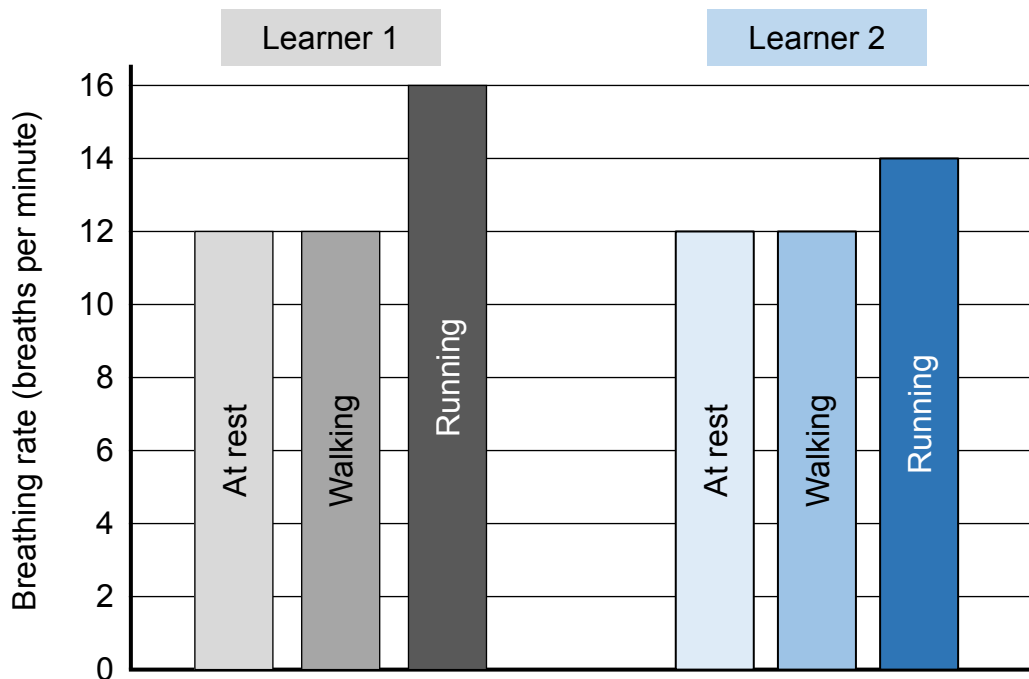 Learner 1
Learner 2
Breathing rate (breaths per minute)
16
14
12
10
8
6
4
2
0
At rest
Walking
Running
At rest
Walking
Running